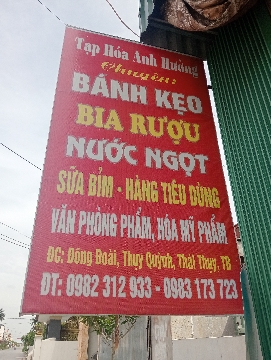 Tạp Hóa Anh Hưởng
Chuyên:
BÁNH KẸO
BIA RƯỢU
NƯỚC NGỌT
SỮA BỈM - HÀNG TIÊU DÙNG
VĂN PHÒNG PHẨM, HÓA MỸ PHẨM
ĐC: Đông Đoài, Thụy Quỳnh, Thái Thụy, TB
ĐT: 0982 312 933 - 0983 173 723